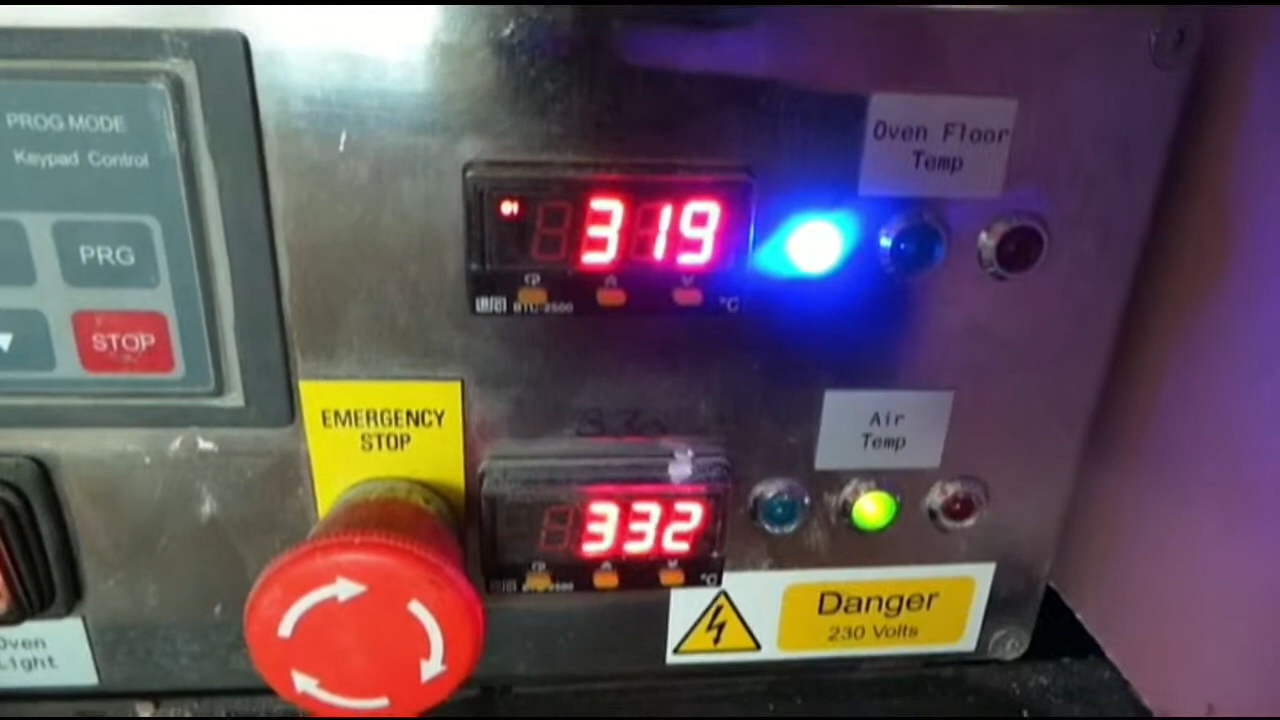 PROG MODE
Keypad Control
PRG
STOP
Oven Floor
Temp
01
319
°C
EMERGENCY
STOP
Air
Temp
332
°C
Danger
230 Volts
Oven
Light